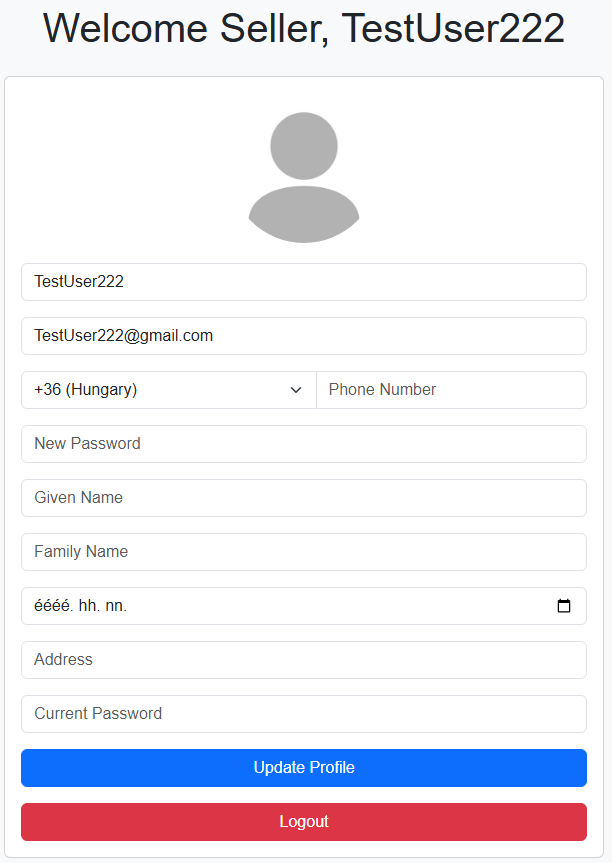 Welcome Seller, TestUser222
TestUser222
TestUser222@gmail.com
+36 (Hungary) Phone Number
New Password
Given Name
Family Name
éééé. hh. nn.
Address
Current Password
Update Profile
Logout